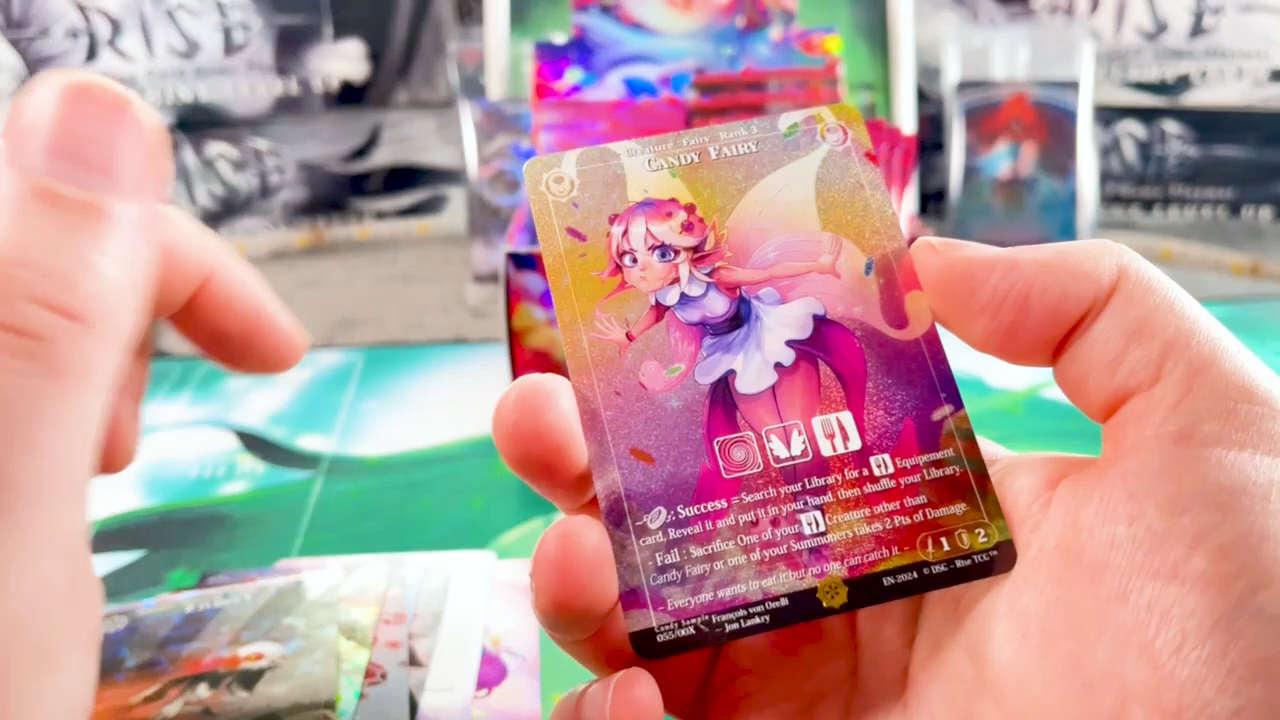 RISE
Creature Fairy Rank 3
CANDY FAIRY
: Success = Search your Library for a Equipement
card. Reveal it and put it in your hand, then shuffle your Library.
- Fail : Sacrifice One of your Creature other than
Candy Fairy or one of your Summoners takes 2 Pts of Damage.
1 2
- Everyone wants to eat it but no one can catch it. -
Candy Sample François von Orelli
055/00X - Jon Lankry
EN-2024 © DSC - Rise TCC™